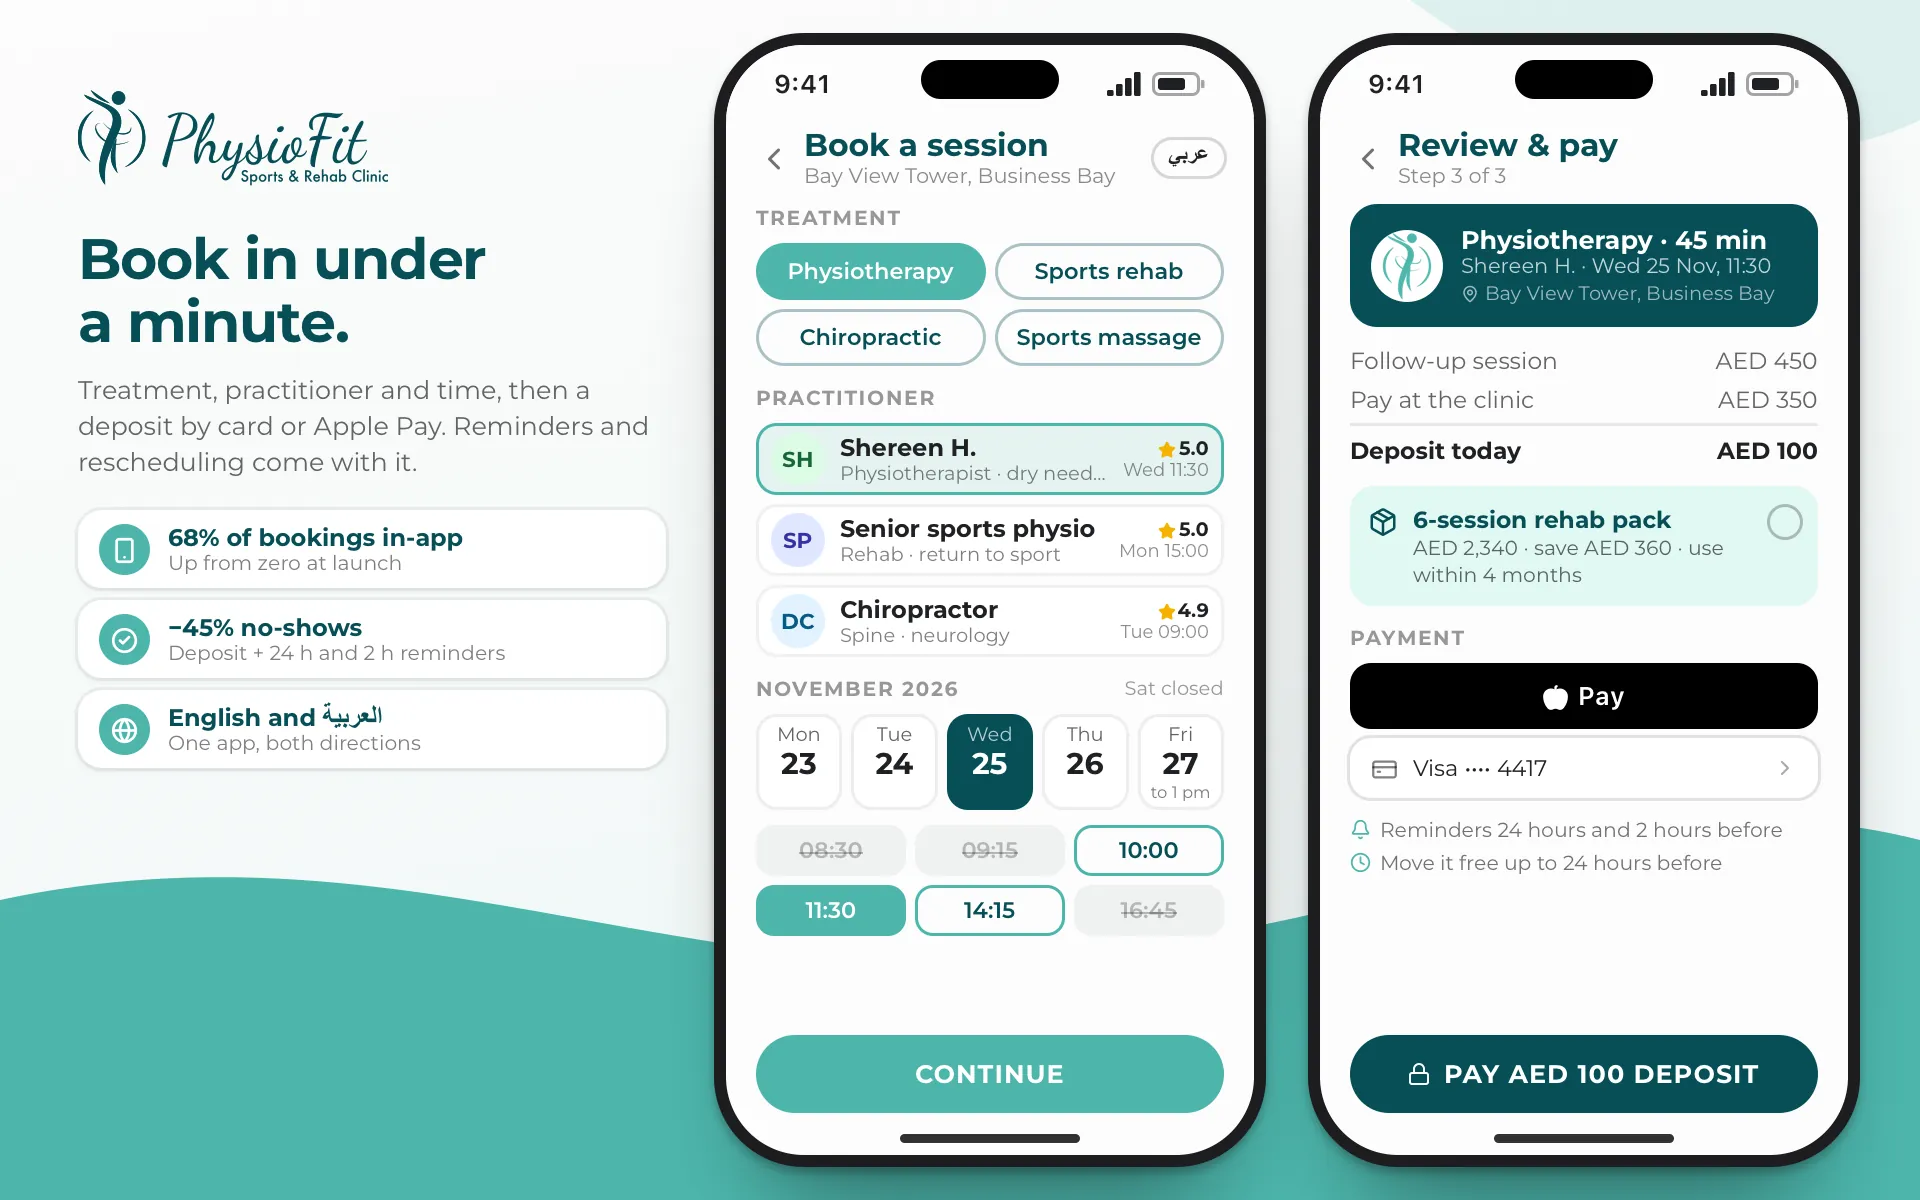 PhysioFit
Sports & Rehab Clinic
Book in under
a minute.
Treatment, practitioner and time, then a
deposit by card or Apple Pay. Reminders and
rescheduling come with it.
68% of bookings in-app
Up from zero at launch
−45% no-shows
Deposit + 24 h and 2 h reminders
English and العربية
One app, both directions
9:41
Book a session
Bay View Tower, Business Bay
عربي
TREATMENT
Physiotherapy
Sports rehab
Chiropractic
Sports massage
PRACTITIONER
SH
Shereen H.
5.0
Physiotherapist · dry need...
Wed 11:30
SP
Senior sports physio
5.0
Rehab · return to sport
Mon 15:00
DC
Chiropractor
4.9
Spine · neurology
Tue 09:00
NOVEMBER 2026
Sat closed
Mon
23
Tue
24
Wed
25
Thu
26
Fri
27
to 1 pm
08:30
09:15
10:00
11:30
14:15
16:45
CONTINUE
9:41
Review & pay
Step 3 of 3
Physiotherapy · 45 min
Shereen H. · Wed 25 Nov, 11:30
Bay View Tower, Business Bay
Follow-up session AED 450
Pay at the clinic AED 350
Deposit today AED 100
6-session rehab pack
AED 2,340 · save AED 360 · use
within 4 months
PAYMENT
Pay
Visa •••• 4417
Reminders 24 hours and 2 hours before
Move it free up to 24 hours before
PAY AED 100 DEPOSIT